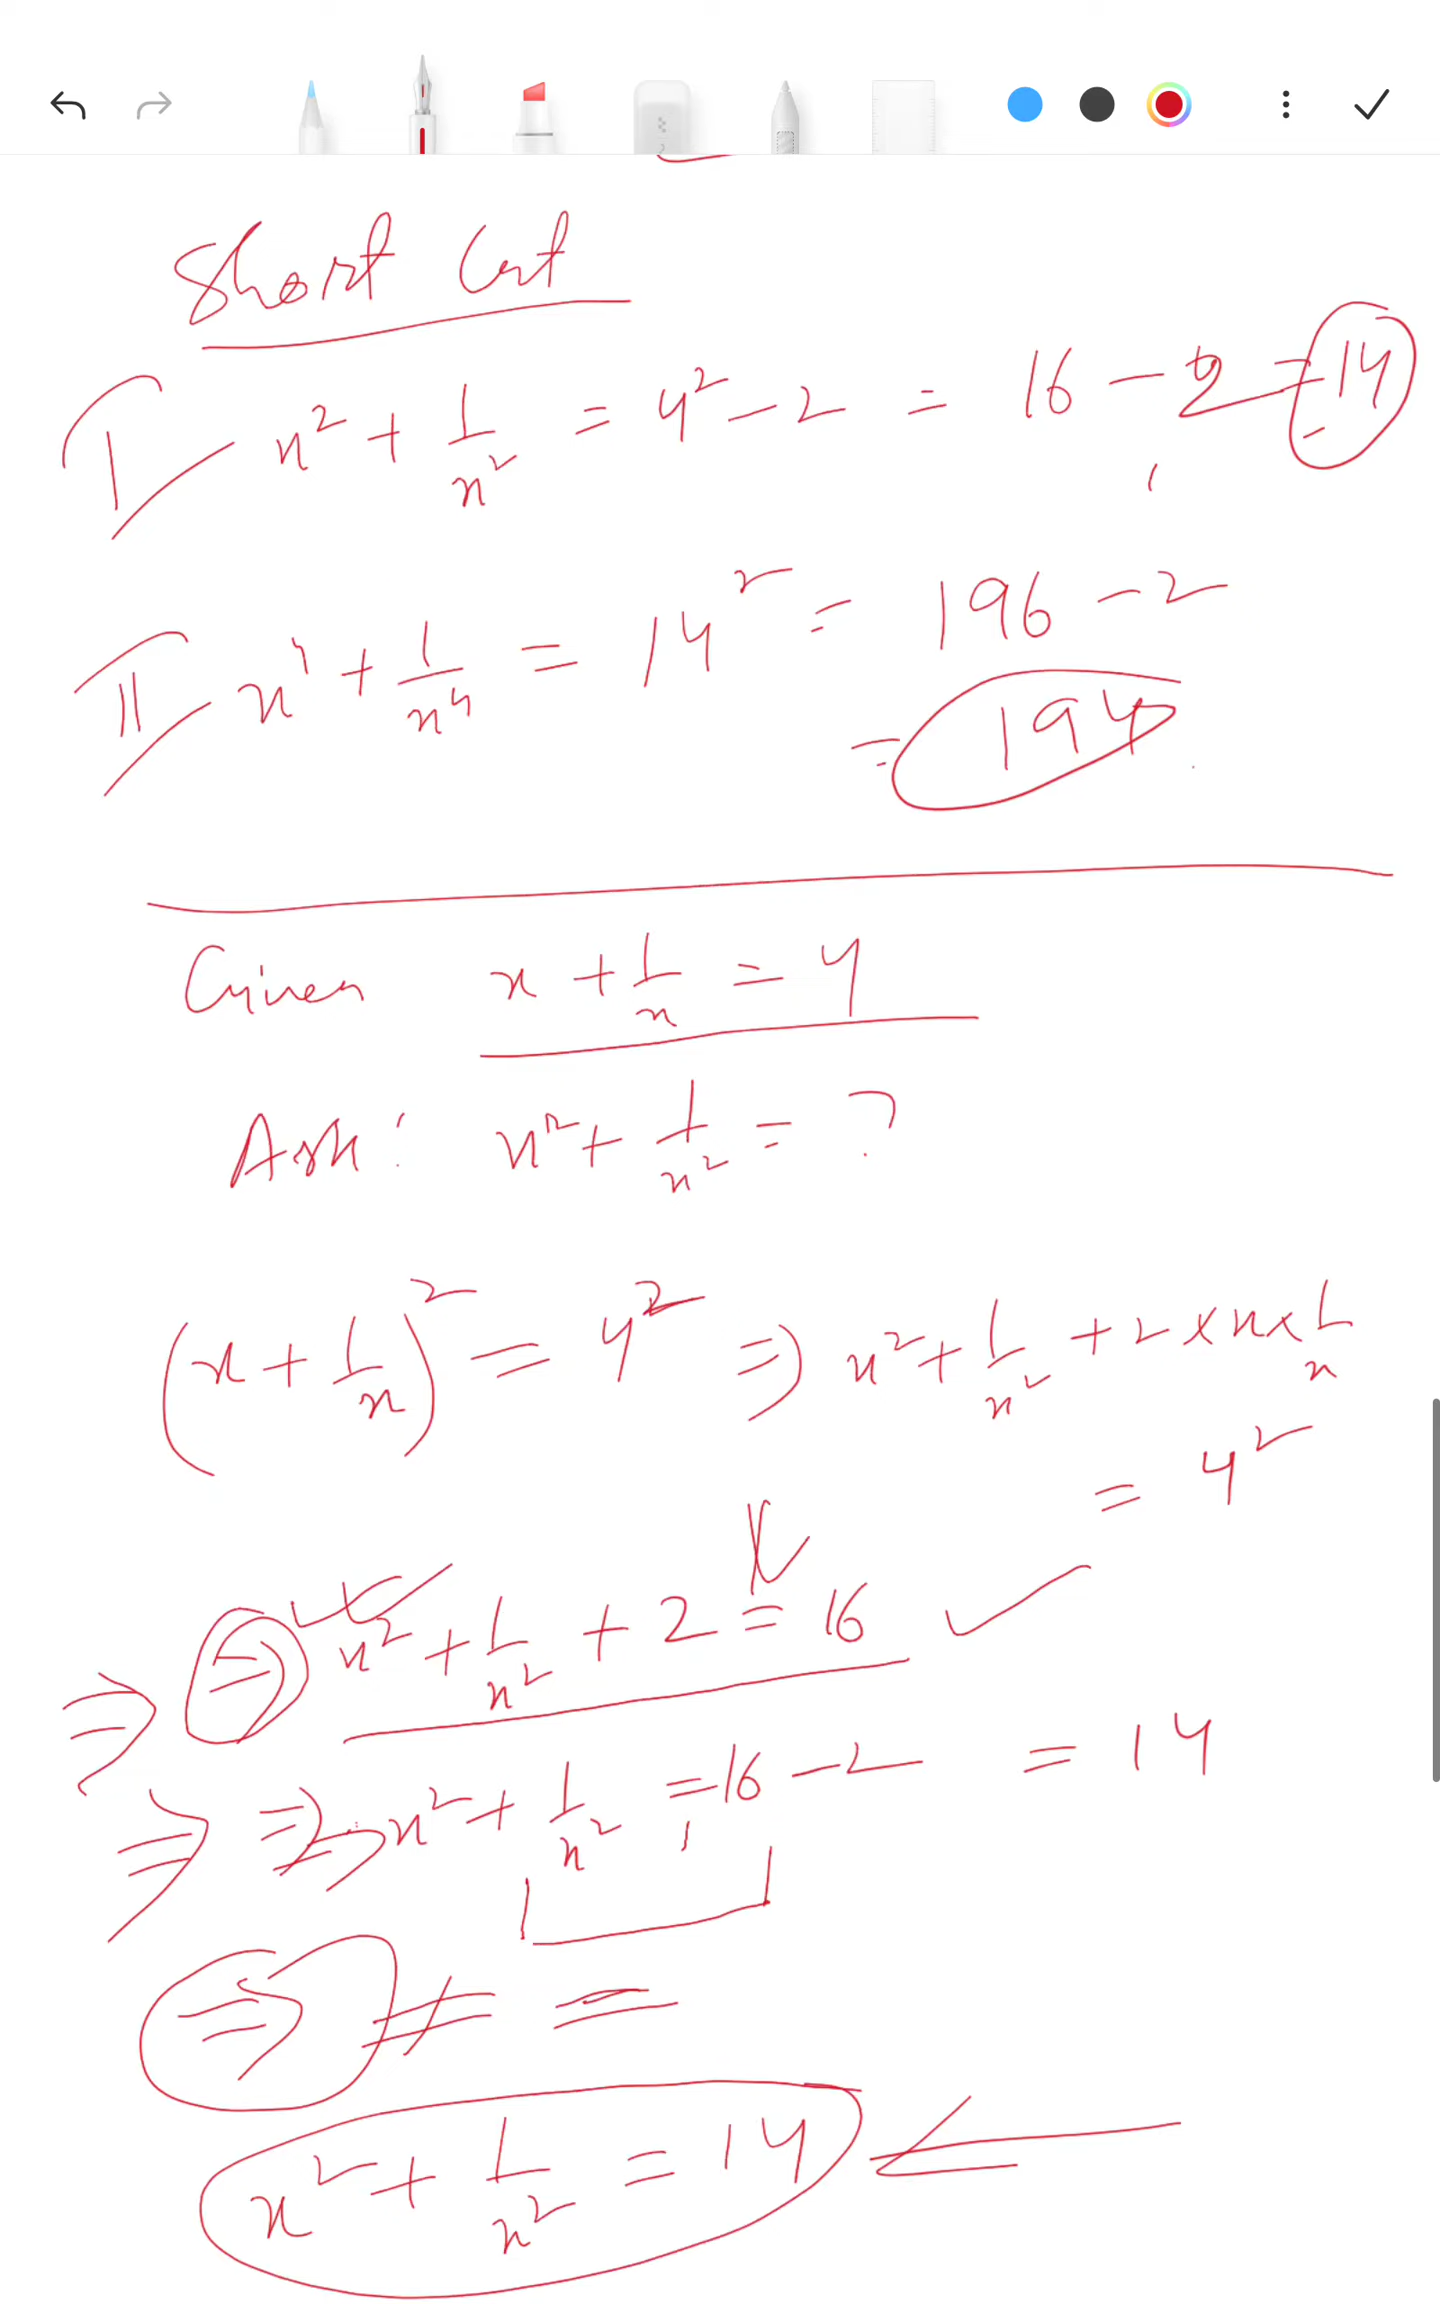 Short Cut
I x² + 1/x² = 4² - 2 = 16 - 2 = 14
II x⁴ + 1/x⁴ = 14² = 196 - 2
= 194
Given x + 1/x = 4
Ask: x² + 1/x² = ?
(x + 1/x)² = 4² ⇒ x² + 1/x² + 2 × x × 1/x
= 4²
⇒ ⇒ x² + 1/x² + 2 = 16
⇒ ⇒ x² + 1/x² = 16 - 2 = 14
⇒ ≠ =
x² + 1/x² = 14